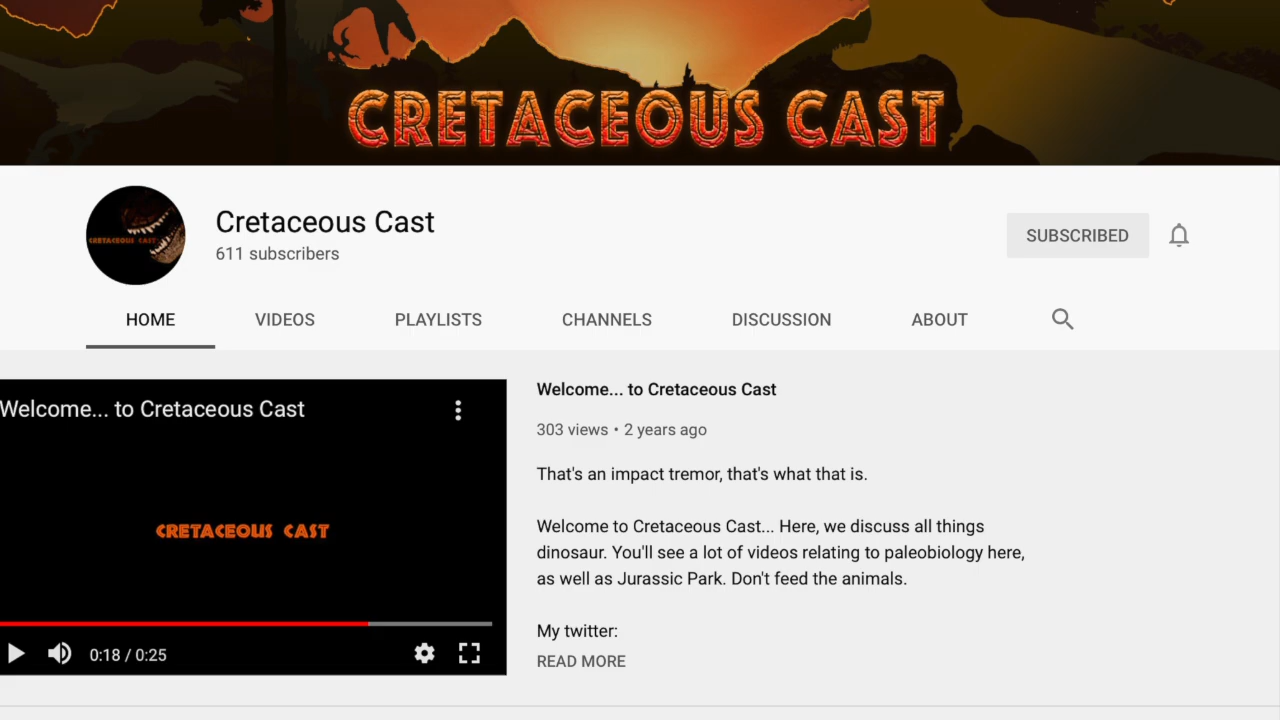 CRETACEOUS CAST
CRETACEOUS CAST
Cretaceous Cast
611 subscribers
SUBSCRIBED
HOME
VIDEOS
PLAYLISTS
CHANNELS
DISCUSSION
ABOUT
Welcome... to Cretaceous Cast
CRETACEOUS CAST
0:18 / 0:25
Welcome... to Cretaceous Cast
303 views • 2 years ago
That's an impact tremor, that's what that is.
Welcome to Cretaceous Cast... Here, we discuss all things
dinosaur. You'll see a lot of videos relating to paleobiology here,
as well as Jurassic Park. Don't feed the animals.
My twitter:
READ MORE